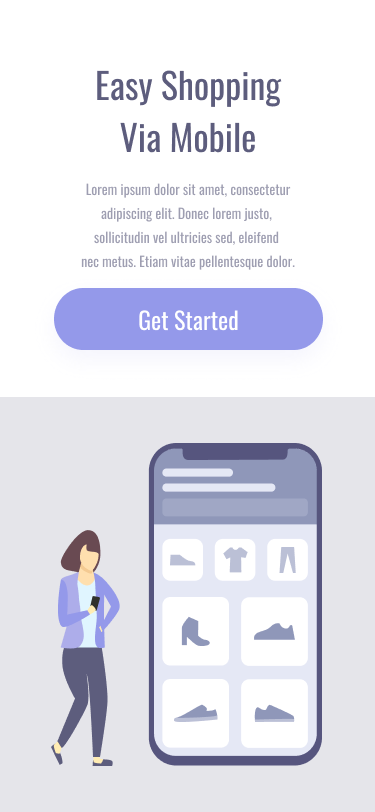 Easy Shopping
Via Mobile
Lorem ipsum dolor sit amet, consectetur
adipiscing elit. Donec lorem justo,
sollicitudin vel ultricies sed, eleifend
nec metus. Etiam vitae pellentesque dolor.
Get Started